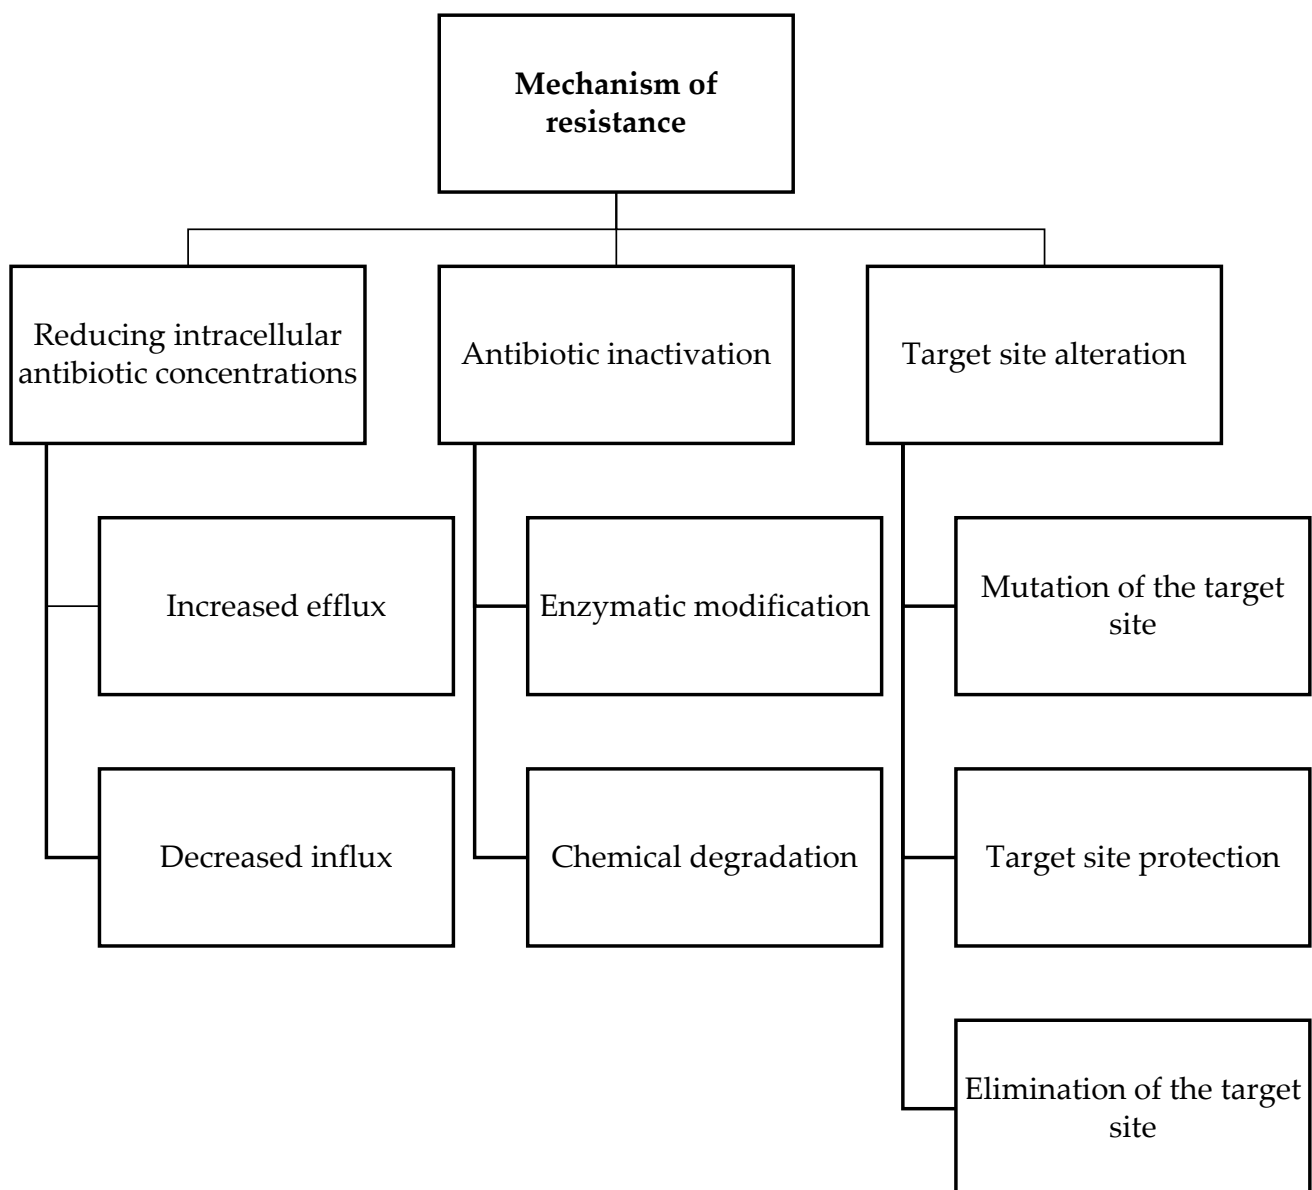 Mechanism of
resistance
Reducing intracellular
antibiotic concentrations
Antibiotic inactivation
Target site alteration
Increased efflux
Enzymatic modification
Mutation of the target
site
Decreased influx
Chemical degradation
Target site protection
Elimination of the target
site